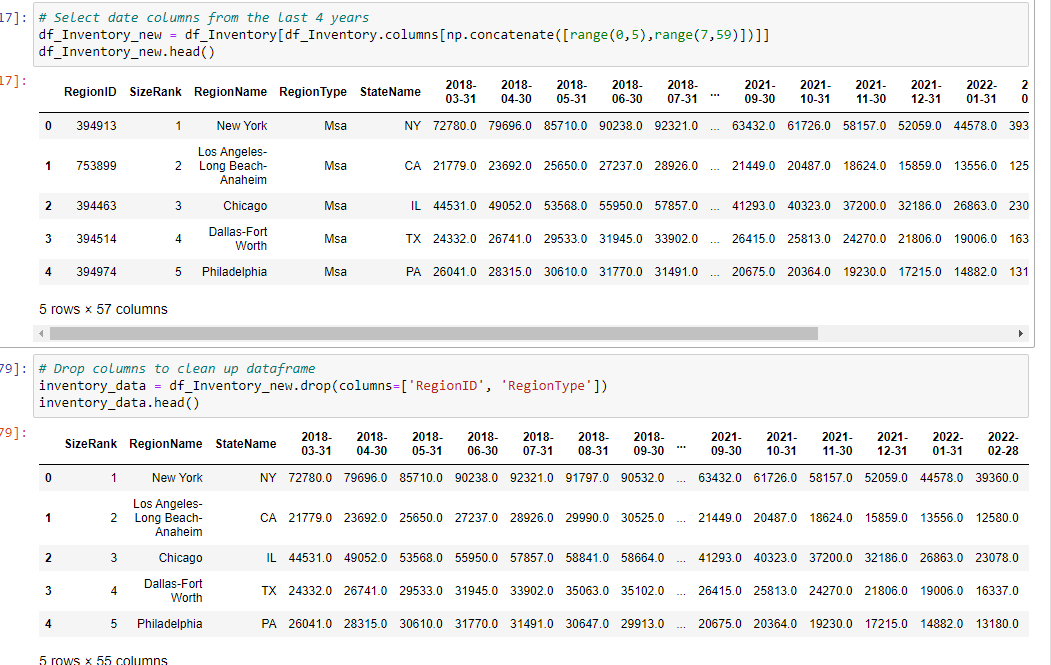 17]: # Select date columns from the last 4 years
df_Inventory_new = df_Inventory[df_Inventory.columns[np.concatenate([range(0,5),range(7,59)])]]
df_Inventory_new.head()
17]:
RegionID SizeRank RegionName RegionType StateName 2018-03-31 2018-04-30 2018-05-31 2018-06-30 2018-07-31 ... 2021-09-30 2021-10-31 2021-11-30 2021-12-31 2022-01-31 2 0
0 394913 1 New York Msa NY 72780.0 79696.0 85710.0 90238.0 92321.0 ... 63432.0 61726.0 58157.0 52059.0 44578.0 393
1 753899 2 Los Angeles-Long Beach-Anaheim Msa CA 21779.0 23692.0 25650.0 27237.0 28926.0 ... 21449.0 20487.0 18624.0 15859.0 13556.0 125
2 394463 3 Chicago Msa IL 44531.0 49052.0 53568.0 55950.0 57857.0 ... 41293.0 40323.0 37200.0 32186.0 26863.0 230
3 394514 4 Dallas-Fort Worth Msa TX 24332.0 26741.0 29533.0 31945.0 33902.0 ... 26415.0 25813.0 24270.0 21806.0 19006.0 163
4 394974 5 Philadelphia Msa PA 26041.0 28315.0 30610.0 31770.0 31491.0 ... 20675.0 20364.0 19230.0 17215.0 14882.0 131
5 rows × 57 columns
79]: # Drop columns to clean up dataframe
inventory_data = df_Inventory_new.drop(columns=['RegionID', 'RegionType'])
inventory_data.head()
79]:
SizeRank RegionName StateName 2018-03-31 2018-04-30 2018-05-31 2018-06-30 2018-07-31 2018-08-31 2018-09-30 ... 2021-09-30 2021-10-31 2021-11-30 2021-12-31 2022-01-31 2022-02-28
0 1 New York NY 72780.0 79696.0 85710.0 90238.0 92321.0 91797.0 90532.0 ... 63432.0 61726.0 58157.0 52059.0 44578.0 39360.0
1 2 Los Angeles-Long Beach-Anaheim CA 21779.0 23692.0 25650.0 27237.0 28926.0 29990.0 30525.0 ... 21449.0 20487.0 18624.0 15859.0 13556.0 12580.0
2 3 Chicago IL 44531.0 49052.0 53568.0 55950.0 57857.0 58841.0 58664.0 ... 41293.0 40323.0 37200.0 32186.0 26863.0 23078.0
3 4 Dallas-Fort Worth TX 24332.0 26741.0 29533.0 31945.0 33902.0 35063.0 35102.0 ... 26415.0 25813.0 24270.0 21806.0 19006.0 16337.0
4 5 Philadelphia PA 26041.0 28315.0 30610.0 31770.0 31491.0 30647.0 29913.0 ... 20675.0 20364.0 19230.0 17215.0 14882.0 13180.0
5 rows × 55 columns